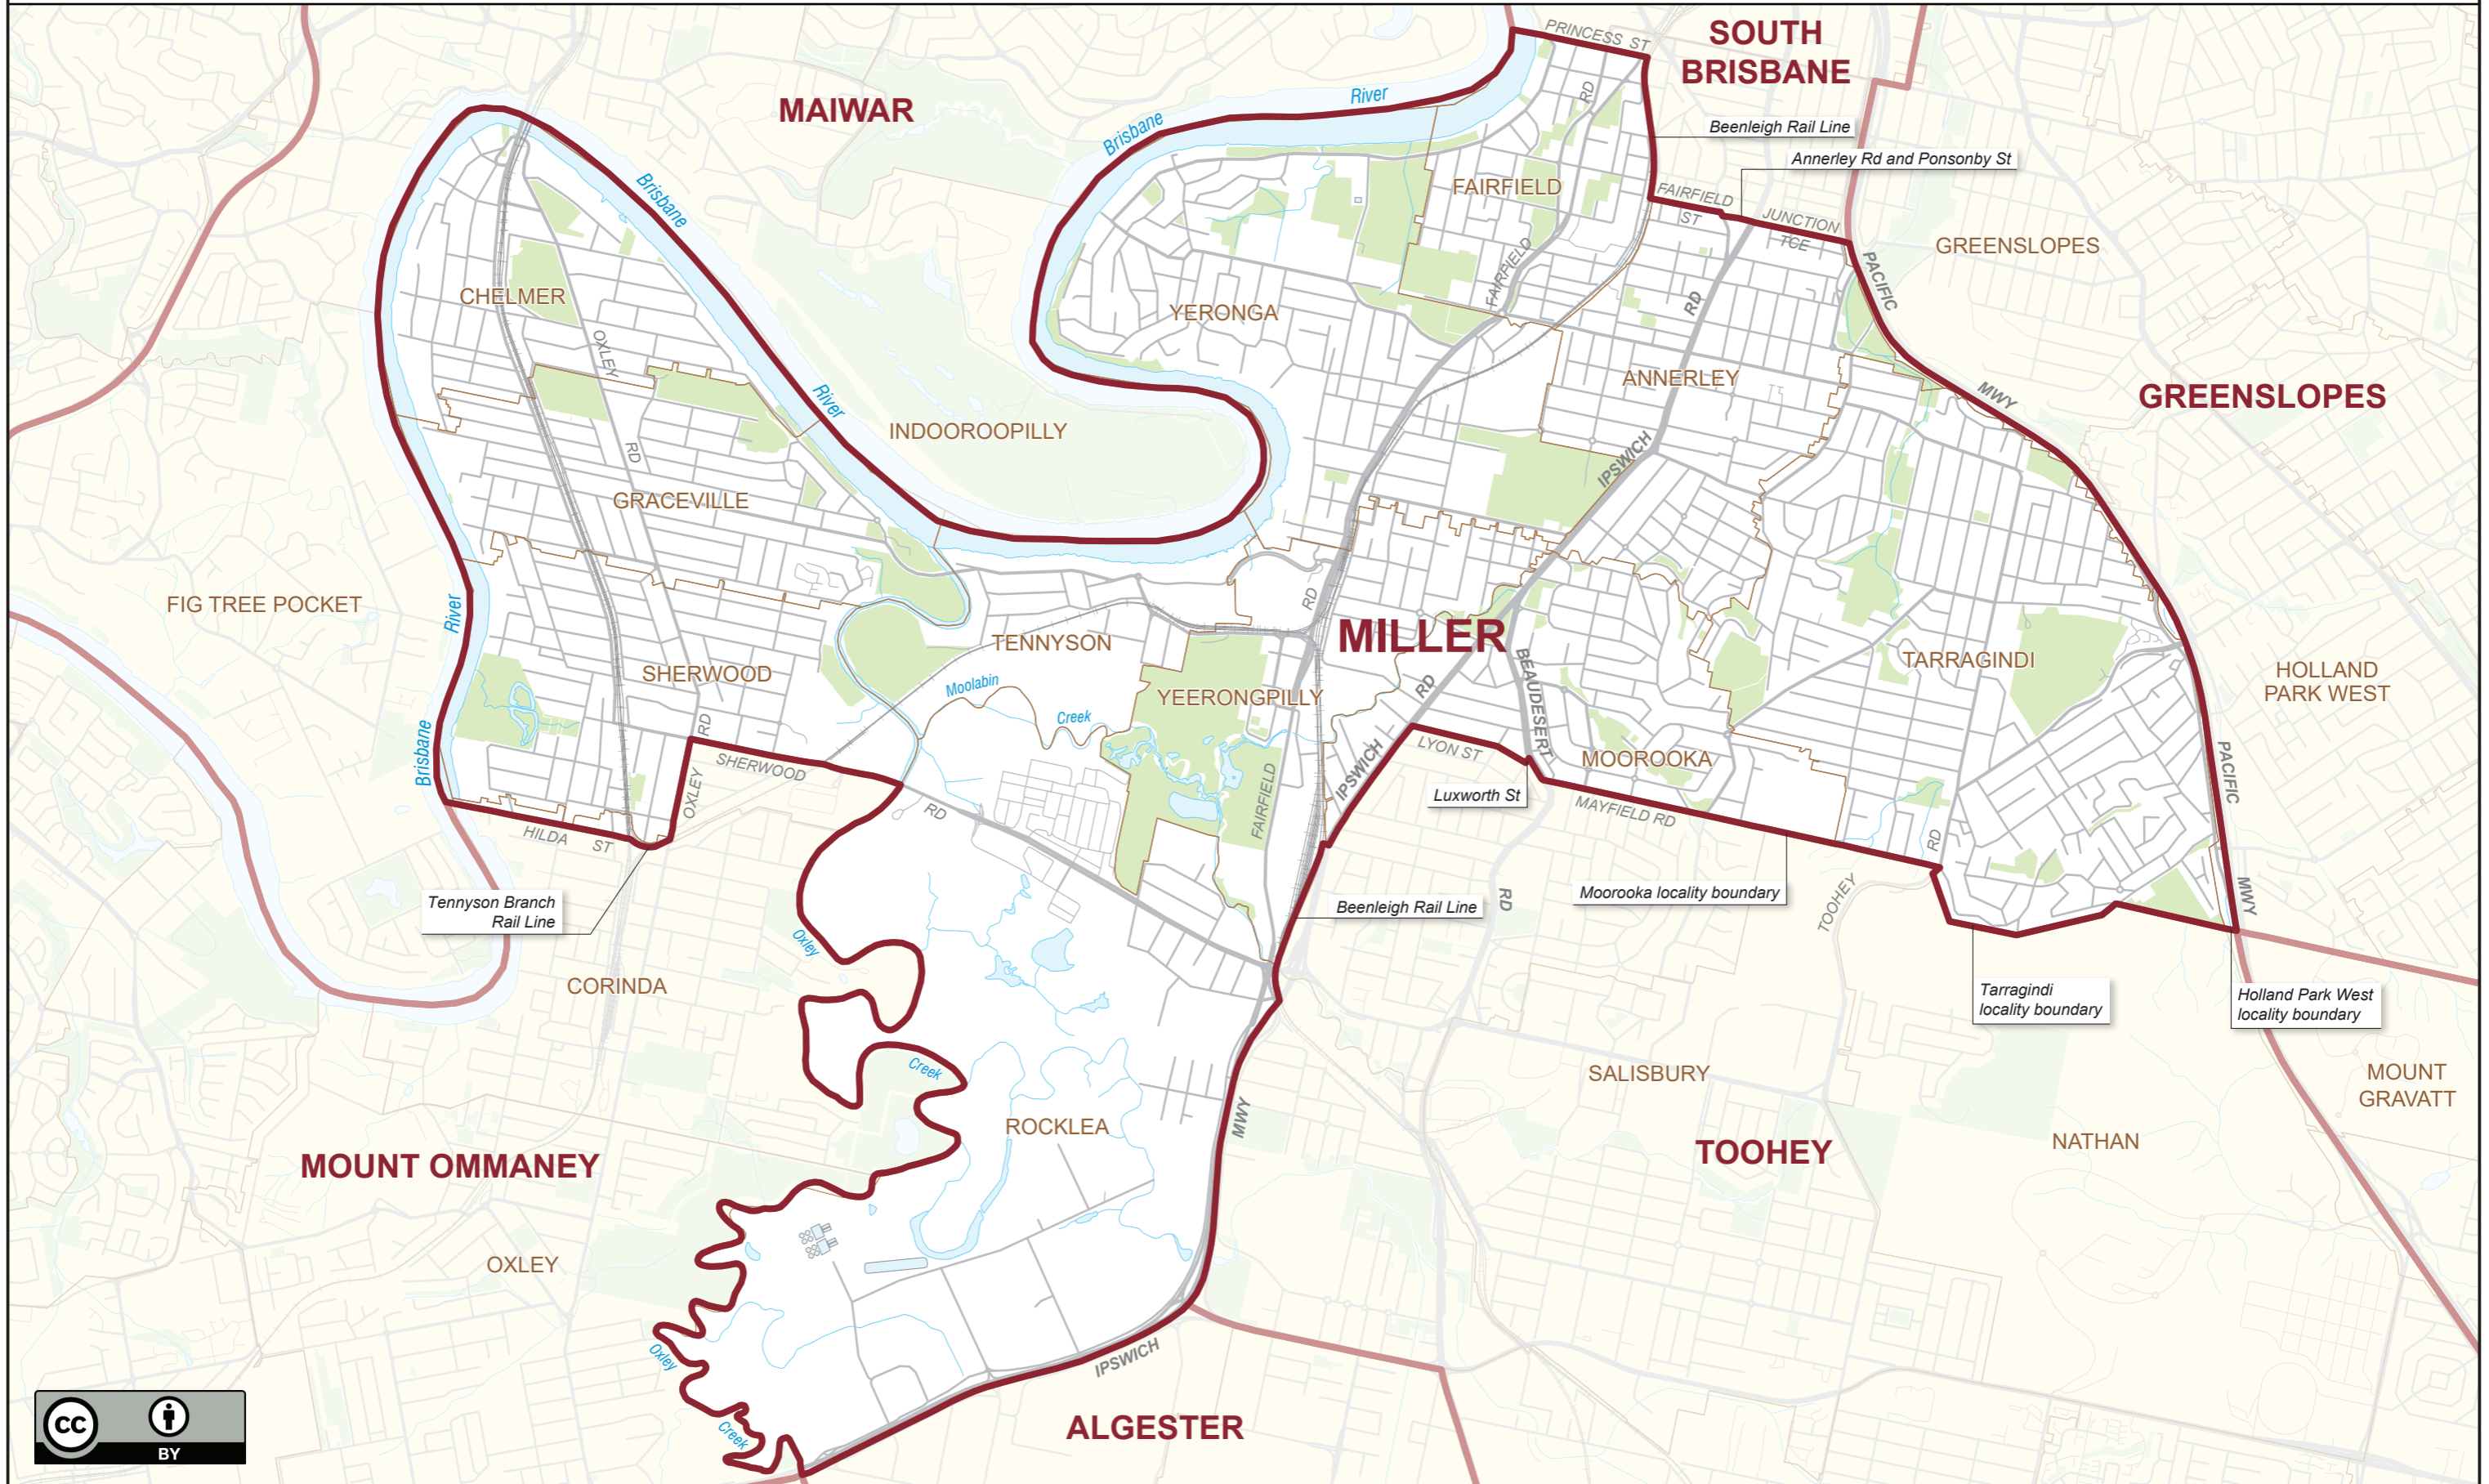 PRINCESS ST
SOUTH
BRISBANE
MAIWAR
River
Brisbane
RD
Beenleigh Rail Line
Annerley Rd and Ponsonby St
Brisbane
FAIRFIELD
FAIRFIELD
ST
JUNCTION
TCE
GREENSLOPES
PACIFIC
CHELMER
YERONGA
FAIRFIELD
RD
OXLEY
ANNERLEY
MWY
GREENSLOPES
River
INDOOROOPILLY
RD
IPSWICH
GRACEVILLE
FIG TREE POCKET
River
RD
MILLER
TENNYSON
SHERWOOD
Moolabin
Creek
YEERONGPILLY
RD
BEAUDESERT
TARRAGINDI
HOLLAND
PARK WEST
Brisbane
RD
SHERWOOD
LYON ST
MOOROOKA
PACIFIC
IPSWICH
Luxworth St
OXLEY
FAIRFIELD
RD
MAYFIELD RD
HILDA ST
RD
Tennyson Branch
Rail Line
Beenleigh Rail Line
RD
Moorooka locality boundary
TOOHEY
MWY
Oxley
CORINDA
Tarragindi
locality boundary
Holland Park West
locality boundary
Creek
SALISBURY
MOUNT
GRAVATT
ROCKLEA
MWY
MOUNT OMMANEY
TOOHEY
NATHAN
OXLEY
Oxley
IPSWICH
Creek
ALGESTER
cc
BY